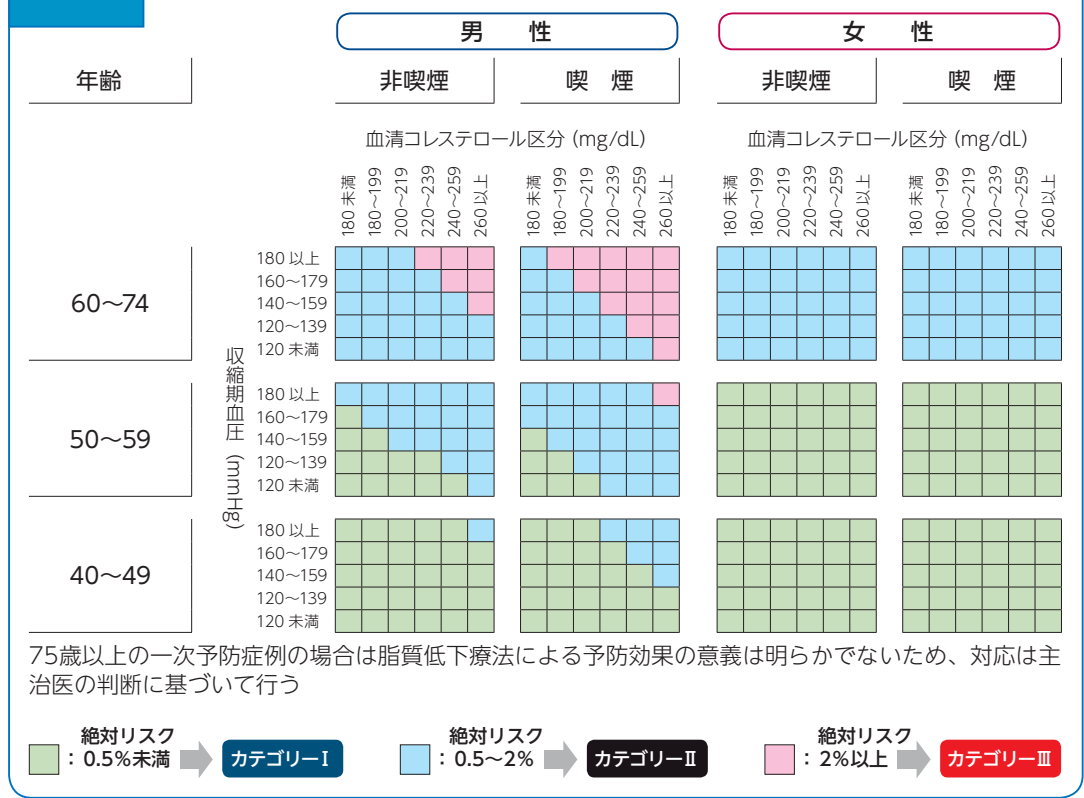 男 性 女 性
年齢 非喫煙 喫 煙 非喫煙 喫 煙
血清コレステロール区分 (mg/dL) 血清コレステロール区分 (mg/dL)
180 未満 180〜199 200〜219 220〜239 240〜259 260 以上 180 未満 180〜199 200〜219 220〜239 240〜259 260 以上 180 未満 180〜199 200〜219 220〜239 240〜259 260 以上 180 未満 180〜199 200〜219 220〜239 240〜259 260 以上
収縮期血圧 (mmHg)
60〜74
180 以上
160〜179
140〜159
120〜139
120 未満
50〜59
180 以上
160〜179
140〜159
120〜139
120 未満
40〜49
180 以上
160〜179
140〜159
120〜139
120 未満
75歳以上の一次予防症例の場合は脂質低下療法による予防効果の意義は明らかでないため、対応は主
治医の判断に基づいて行う
絶対リスク
：0.5%未満 カテゴリーⅠ
絶対リスク
：0.5〜2% カテゴリーⅡ
絶対リスク
：2%以上 カテゴリーⅢ